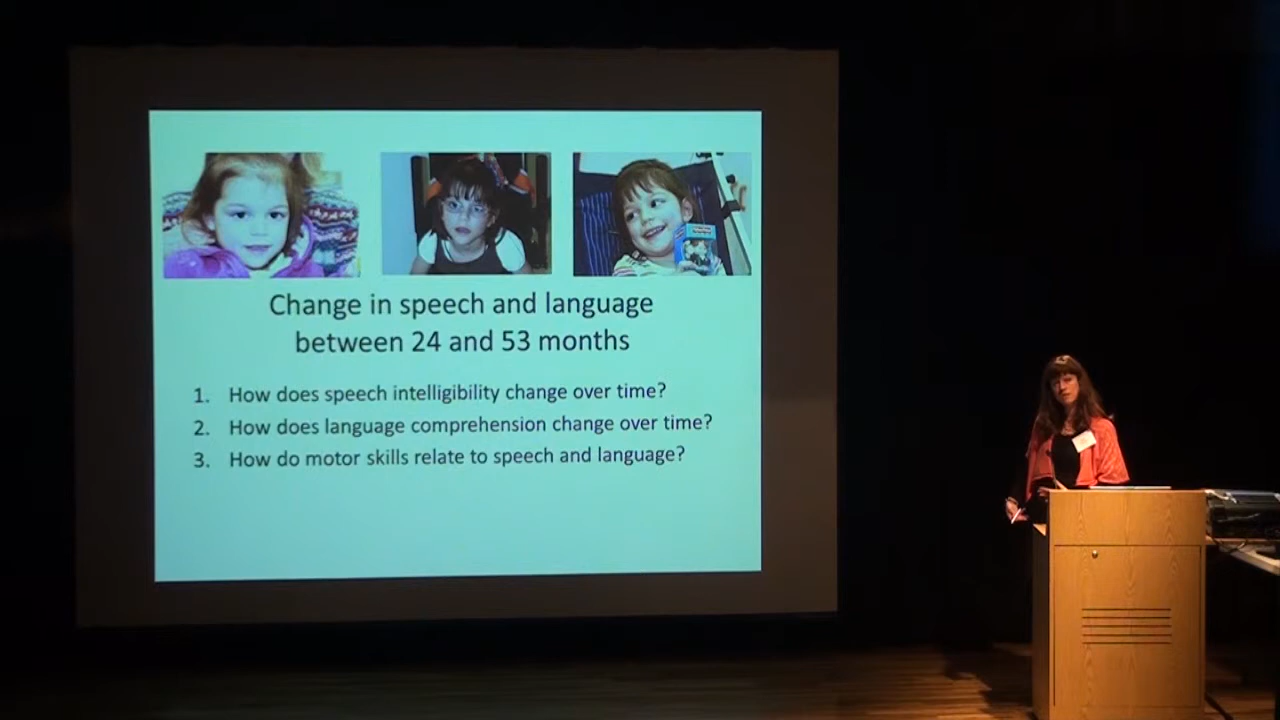 Change in speech and language
between 24 and 53 months
1. How does speech intelligibility change over time?
2. How does language comprehension change over time?
3. How do motor skills relate to speech and language?